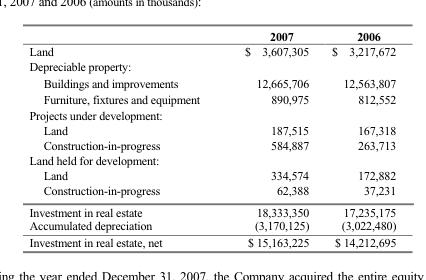 1, 2007 and 2006 (amounts in thousands):
2007 2006
Land $ 3,607,305 $ 3,217,672
Depreciable property:
Buildings and improvements 12,665,706 12,563,807
Furniture, fixtures and equipment 890,975 812,552
Projects under development:
Land 187,515 167,318
Construction-in-progress 584,887 263,713
Land held for development:
Land 334,574 172,882
Construction-in-progress 62,388 37,231
Investment in real estate 18,333,350 17,235,175
Accumulated depreciation (3,170,125) (3,022,480)
Investment in real estate, net $ 15,163,225 $ 14,212,695
ing the year ended December 31, 2007, the Company acquired the entire equity